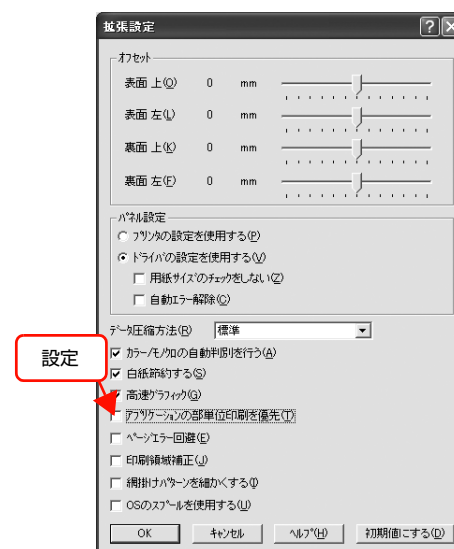 拡張設定
オフセット
表面 上(O) 0 mm
表面 左(L) 0 mm
裏面 上(K) 0 mm
裏面 左(F) 0 mm
パネル設定
プリンタの設定を使用する(P)
ドライバの設定を使用する(V)
用紙サイズのチェックをしない(Z)
自動エラー解除(C)
データ圧縮方法(R) 標準
設定
カラー/モノクロの自動判別を行う(A)
白紙節約する(S)
高速グラフィック(G)
アプリケーションの部単位印刷を優先(T)
ページエラー回避(E)
印刷領域補正(J)
網掛けパターンを細かくする(I)
OSのスプールを使用する(U)
OK キャンセル ヘルプ(H) 初期値にする(D)